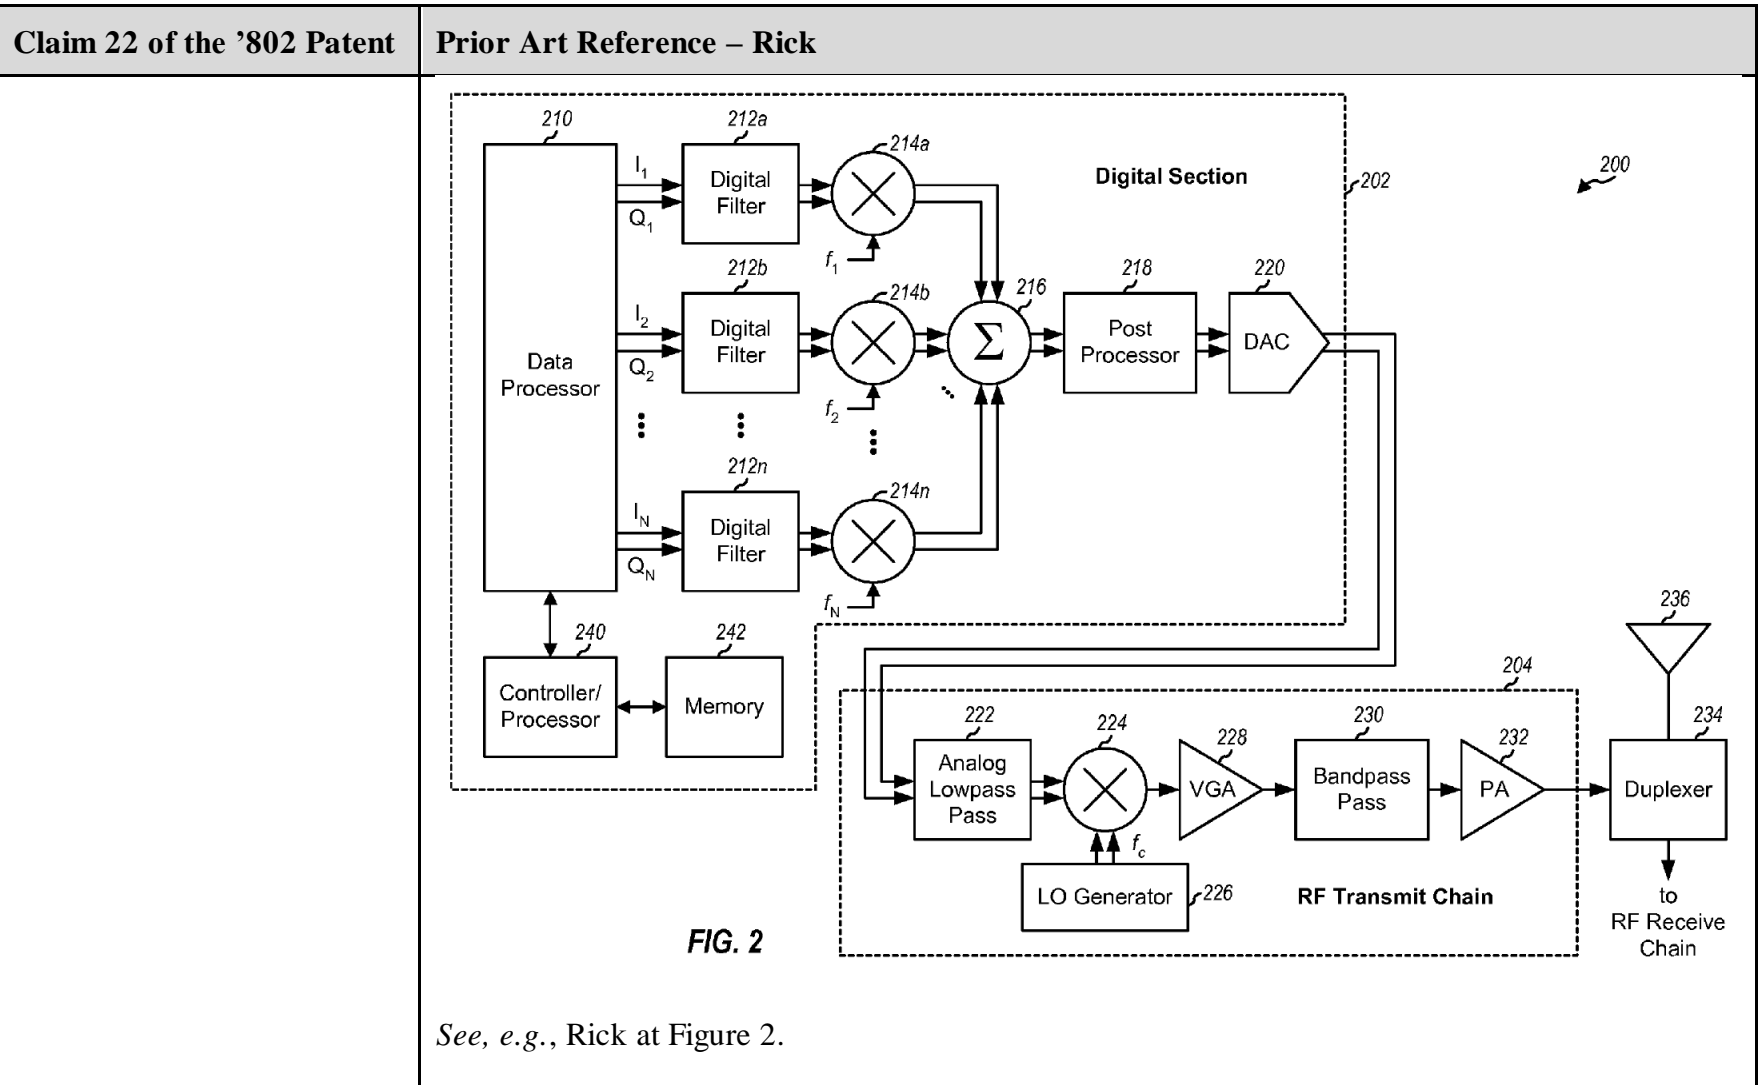 Claim 22 of the ’802 Patent
Prior Art Reference – Rick
210
212a
214a
I1
Q1
Digital
Filter
f1
Digital Section
202
200
212b
214b
I2
Q2
Digital
Filter
f2
216
Σ
218
Post
Processor
220
DAC
Data
Processor
212n
214n
IN
QN
Digital
Filter
fN
240
Controller/
Processor
242
Memory
236
204
222
Analog
Lowpass
Pass
224
fc
LO Generator
226
228
VGA
230
Bandpass
Pass
232
PA
234
Duplexer
RF Transmit Chain
to
RF Receive
Chain
FIG. 2
See, e.g., Rick at Figure 2.